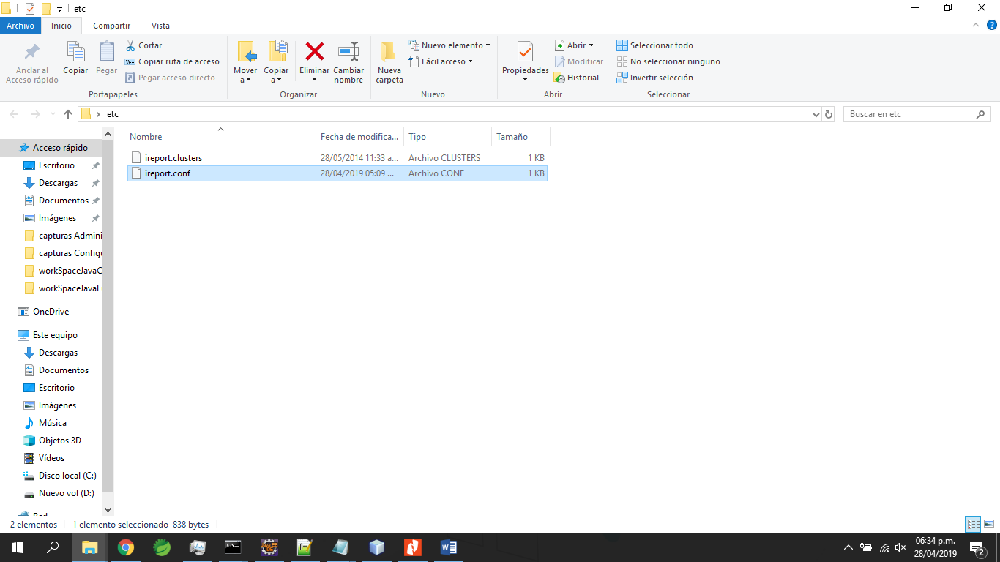 etc
Archivo Inicio Compartir Vista
Anclar al Acceso rápido
Copiar
Pegar
Cortar
Copiar ruta de acceso
Pegar acceso directo
Portapapeles
Mover a
Copiar a
Eliminar
Cambiar nombre
Organizar
Nueva carpeta
Nuevo elemento
Fácil acceso
Nuevo
Propiedades
Abrir
Modificar
Historial
Abrir
Seleccionar todo
No seleccionar ninguno
Invertir selección
Seleccionar
etc
Buscar en etc
Nombre Fecha de modifica... Tipo Tamaño
ireport.clusters 28/05/2014 11:33 a... Archivo CLUSTERS 1 KB
ireport.conf 28/04/2019 05:09 ... Archivo CONF 1 KB
Acceso rápido
Escritorio
Descargas
Documentos
Imágenes
capturas Admini
capturas Configu
workSpaceJavaC
workSpaceJavaF
OneDrive
Este equipo
Descargas
Documentos
Escritorio
Imágenes
Música
Objetos 3D
Vídeos
Disco local (C:)
Nuevo vol (D:)
Red
2 elementos 1 elemento seleccionado 838 bytes
06:34 p.m.
28/04/2019
2